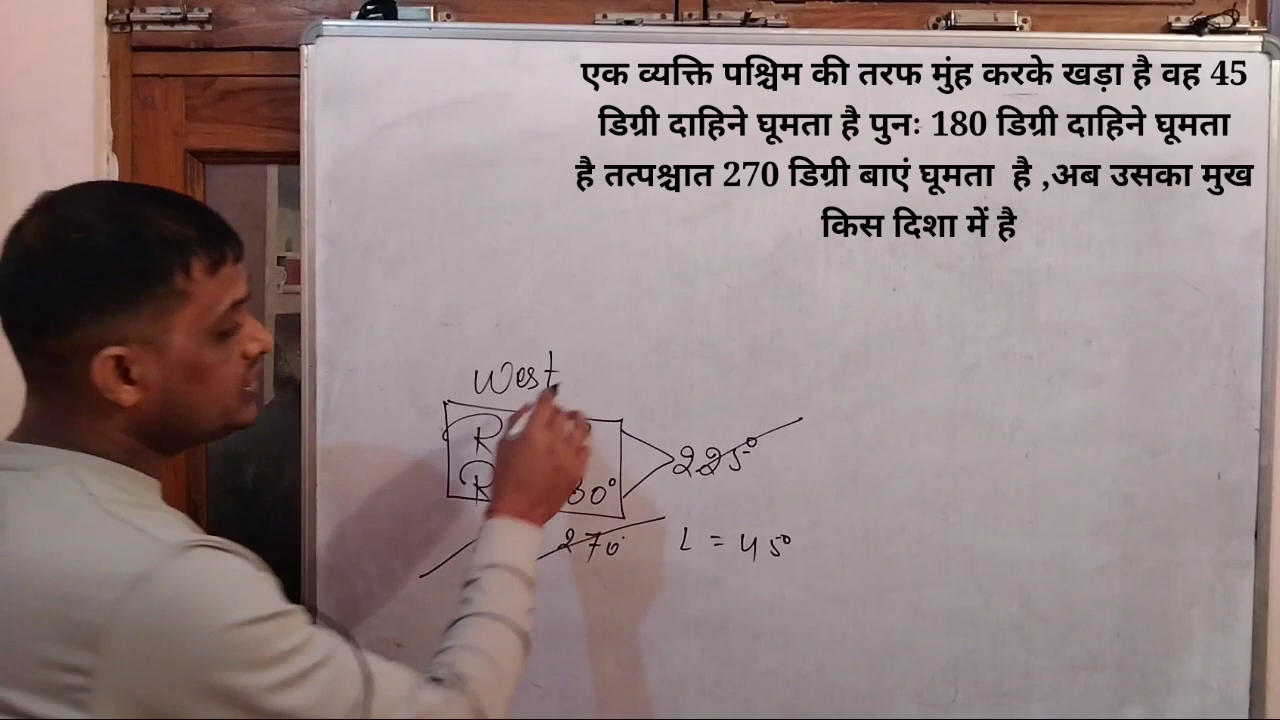 एक व्यक्ति पश्चिम की तरफ मुंह करके खड़ा है वह 45
डिग्री दाहिने घूमता है पुनः 180 डिग्री दाहिने घूमता
है तत्पश्चात 270 डिग्री बाएं घूमता है ,अब उसका मुख
किस दिशा में है
West
R
225°
R
270° L = 45°